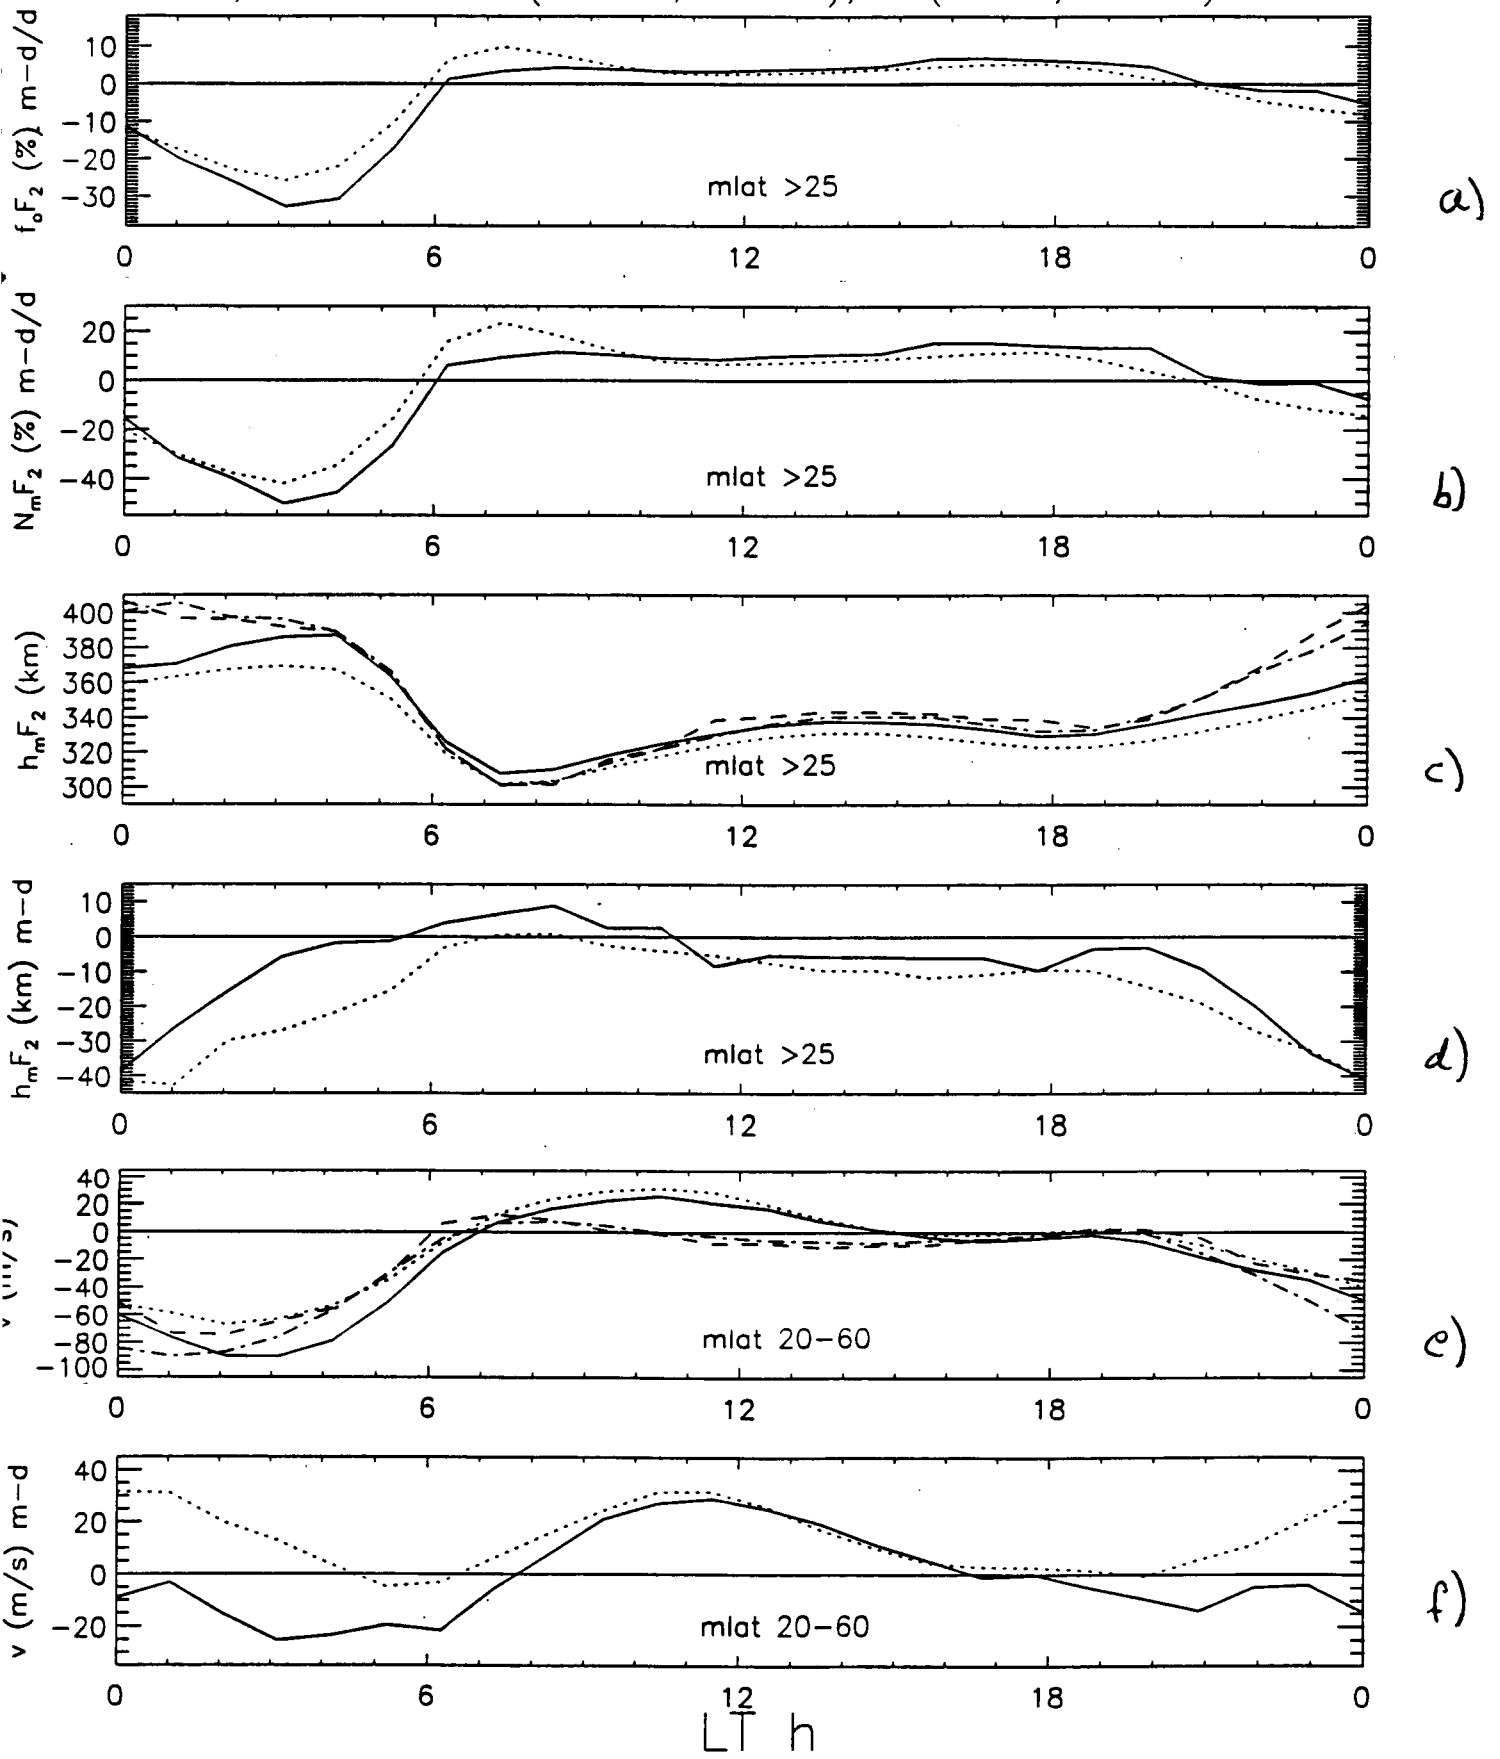 f₀F₂ (%) m−d/d
10
0
−10
−20
−30
mlat >25
a)
0 6 12 18 0
NₘF₂ (%) m−d/d
20
0
−20
−40
mlat >25
b)
0 6 12 18 0
hₘF₂ (km)
400
380
360
340
320
300
mlat >25
c)
0 6 12 18 0
hₘF₂ (km) m−d
10
0
−10
−20
−30
−40
mlat >25
d)
0 6 12 18 0
40
20
0
−20
−40
−60
−80
−100
mlat 20−60
e)
0 6 12 18 0
v (m/s) m−d
40
20
0
−20
mlat 20−60
f)
0 6 12 18 0
LT h